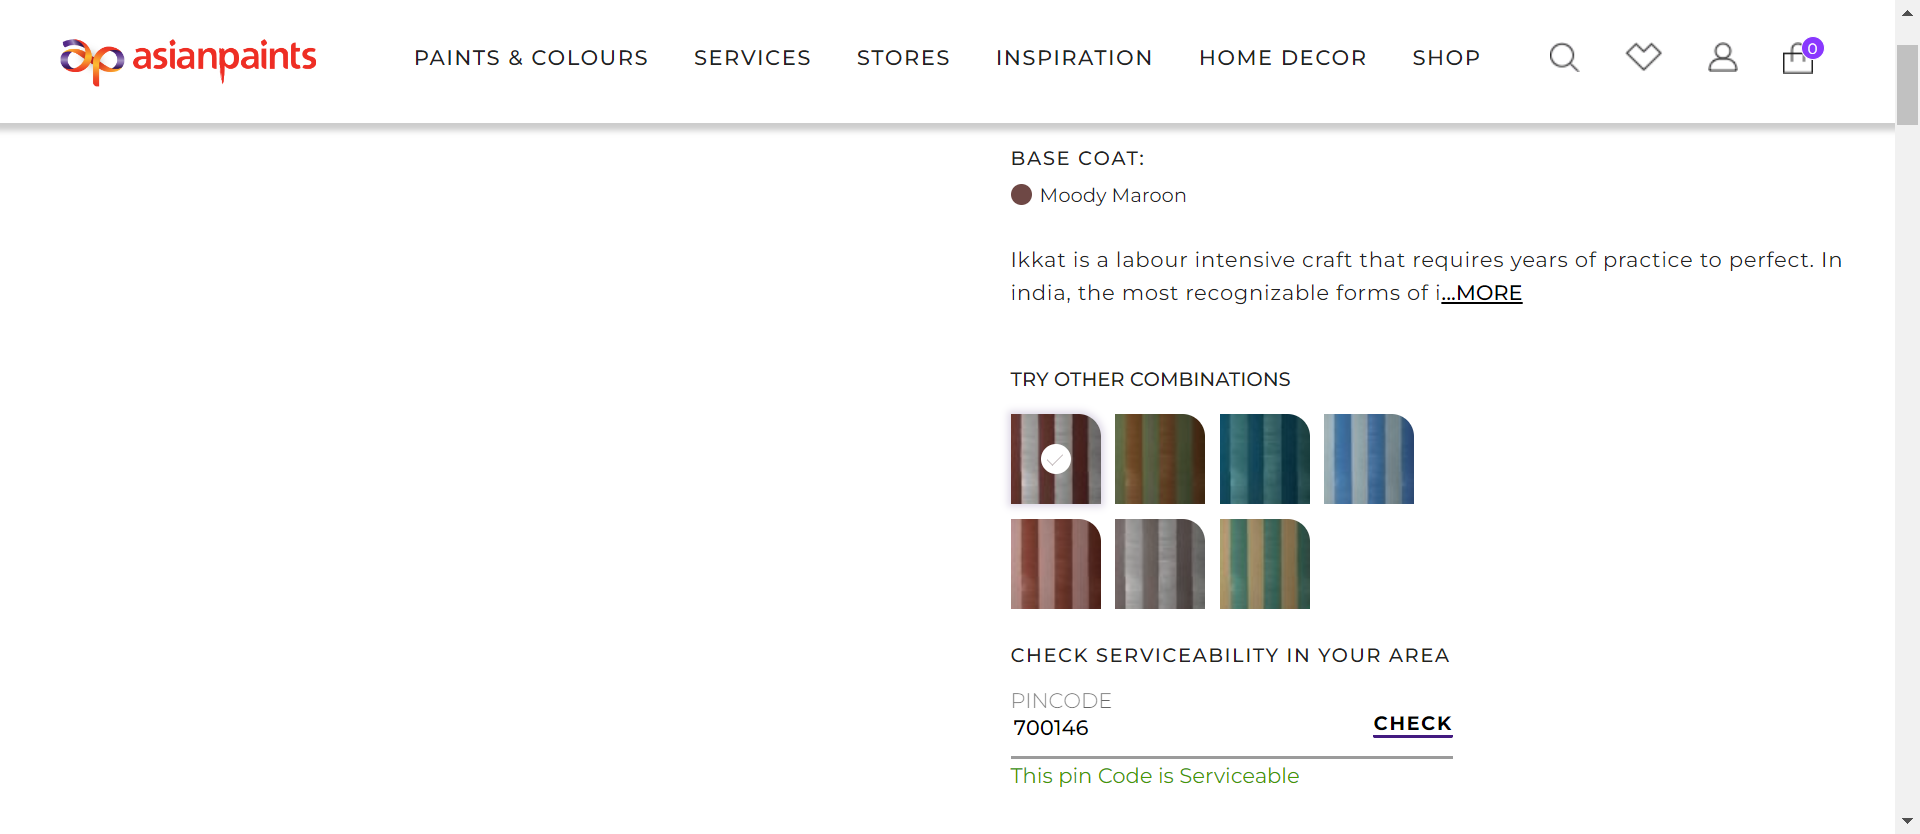 asianpaints
PAINTS & COLOURS SERVICES STORES INSPIRATION HOME DECOR SHOP 0
BASE COAT:
Moody Maroon
Ikkat is a labour intensive craft that requires years of practice to perfect. In
india, the most recognizable forms of i...MORE
TRY OTHER COMBINATIONS
CHECK SERVICEABILITY IN YOUR AREA
PINCODE
700146 CHECK
This pin Code is Serviceable